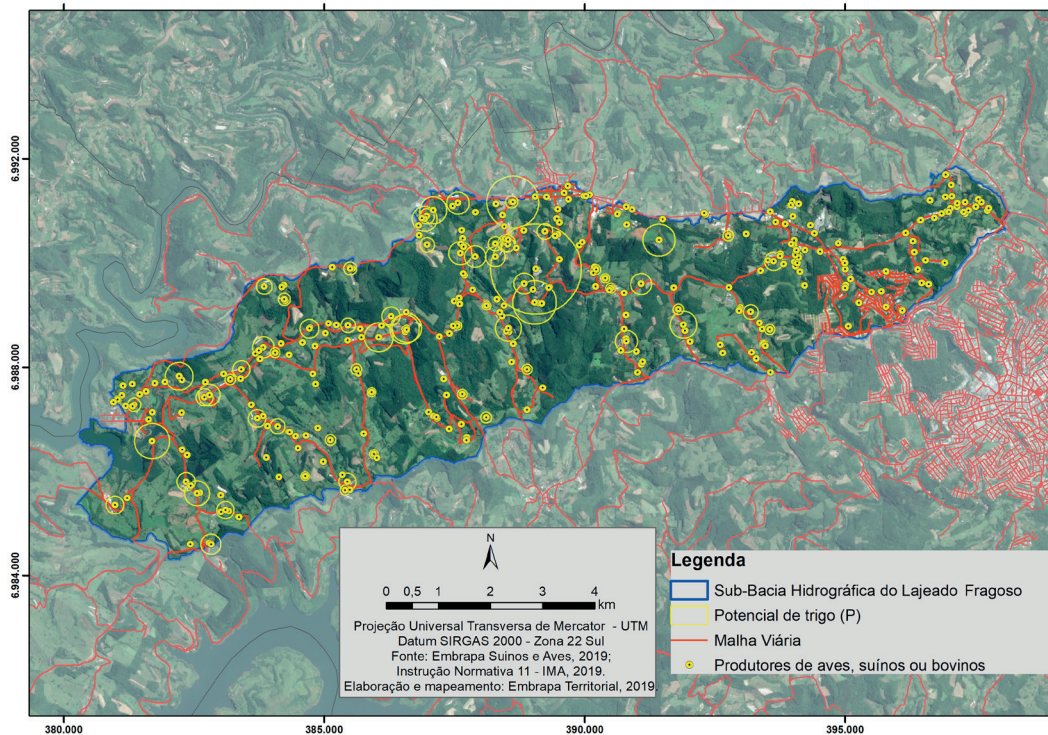 6.992.000
6.988.000
6.984.000
N
0 0,5 1 2 3 4
km
Projeção Universal Transversa de Mercator - UTM
Datum SIRGAS 2000 - Zona 22 Sul
Fonte: Embrapa Suinos e Aves, 2019;
Instrução Normativa 11 - IMA, 2019.
Elaboração e mapeamento: Embrapa Territorial, 2019.
Legenda
Sub-Bacia Hidrográfica do Lajeado Fragoso
Potencial de trigo (P)
Malha Viária
Produtores de aves, suínos ou bovinos
380.000 385.000 390.000 395.000